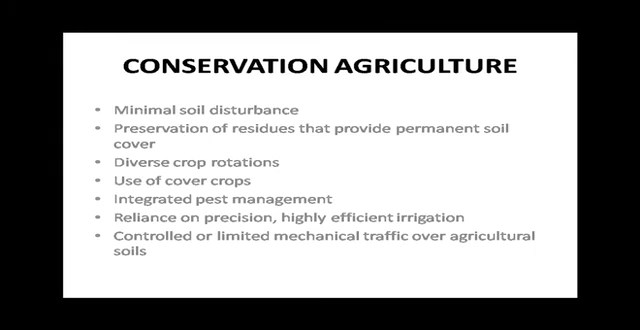 CONSERVATION AGRICULTURE
• Minimal soil disturbance
• Preservation of residues that provide permanent soil
cover
• Diverse crop rotations
• Use of cover crops
• Integrated pest management
• Reliance on precision, highly efficient irrigation
• Controlled or limited mechanical traffic over agricultural
soils